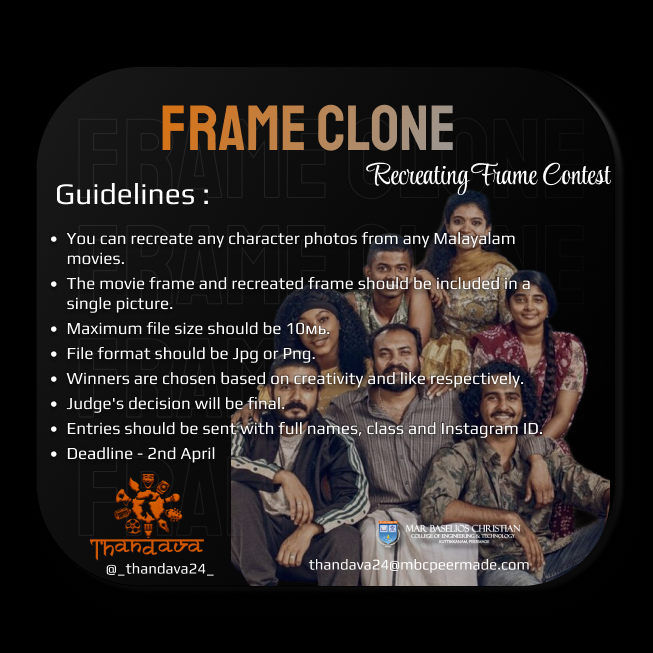 FRAME CLONE
Recreating Frame Contest
Guidelines :
• You can recreate any character photos from any Malayalam
movies.
• The movie frame and recreated frame should be included in a
single picture.
• Maximum file size should be 10MB.
• File format should be Jpg or Png.
• Winners are chosen based on creativity and like respectively.
• Judge's decision will be final.
• Entries should be sent with full names, class and Instagram ID.
• Deadline - 2nd April
Thandava
@_thandava24_
MAR BASELIOS CHRISTIAN
COLLEGE OF ENGINEERING & TECHNOLOGY
KUTTIKKANAM, PEERMADE
thandava24@mbcpeermade.com